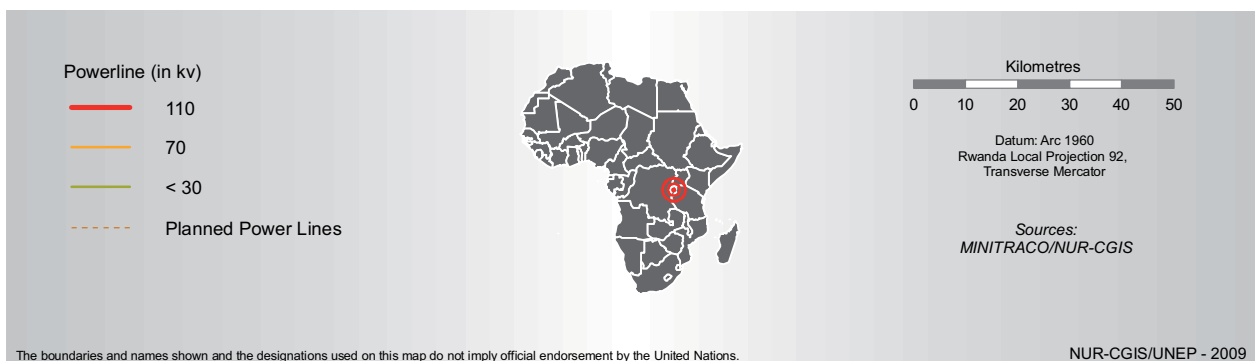 Powerline (in kv)
110
70
< 30
Planned Power Lines
Kilometres
0 10 20 30 40 50
Datum: Arc 1960
Rwanda Local Projection 92,
Transverse Mercator
Sources:
MINITRACO/NUR-CGIS
The boundaries and names shown and the designations used on this map do not imply official endorsement by the United Nations.
NUR-CGIS/UNEP - 2009